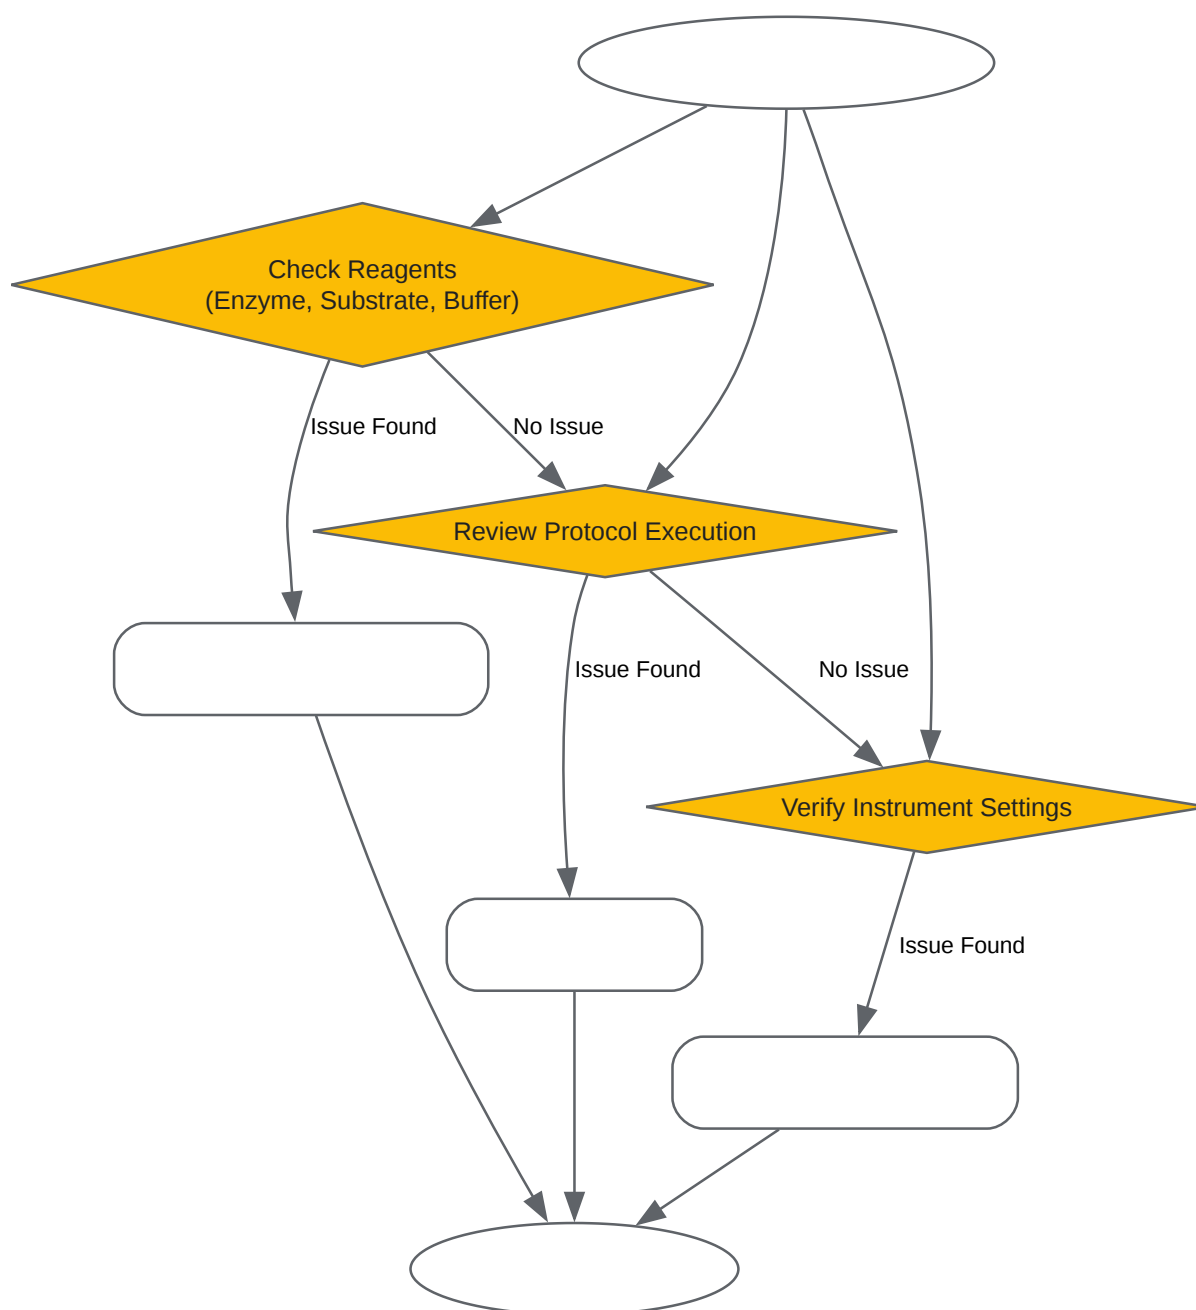 Check Reagents
(Enzyme, Substrate, Buffer)
Issue Found
No Issue
Review Protocol Execution
Issue Found
No Issue
Verify Instrument Settings
Issue Found